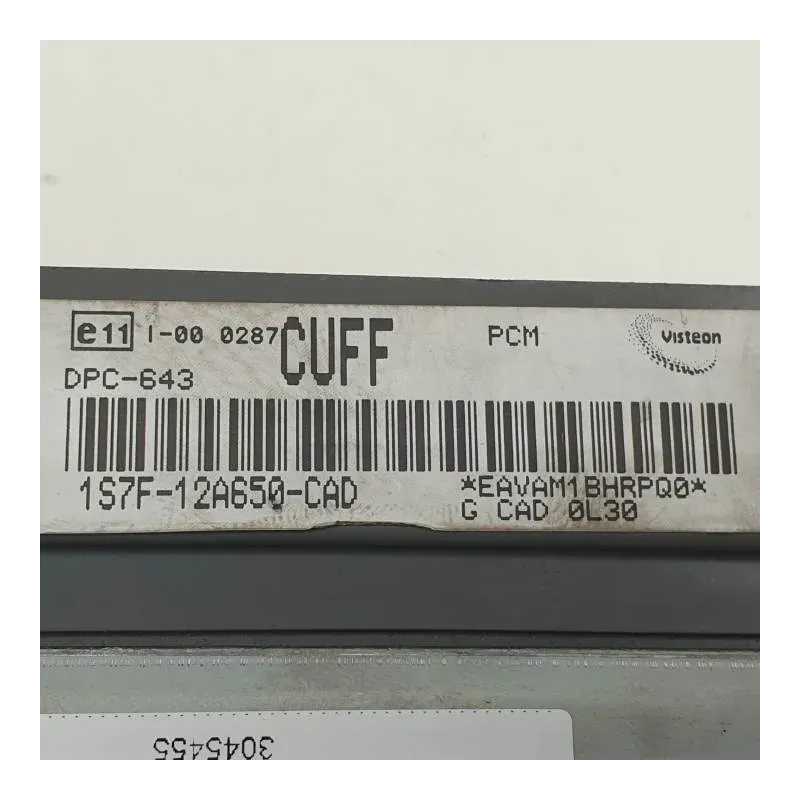 e11 I-00 0287 CUFF PCM Visteon
DPC-643
1S7F-12A650-CAD *EAVAM1BHRPQ0*
G CAD 0L30
3045455